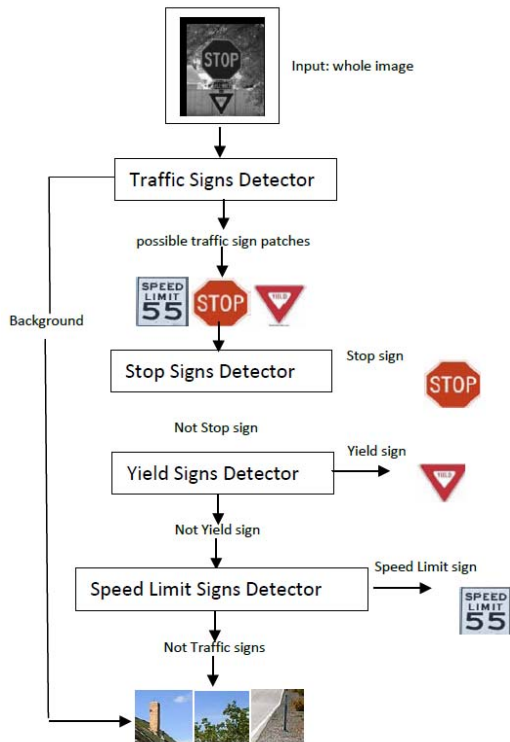 STOP
Input: whole image
Traffic Signs Detector
possible traffic sign patches
SPEED
LIMIT
55
STOP
YIELD
Background
Stop Signs Detector
Stop sign
STOP
Not Stop sign
Yield Signs Detector
Yield sign
YIELD
Not Yield sign
Speed Limit Signs Detector
Speed Limit sign
SPEED
LIMIT
55
Not Traffic signs